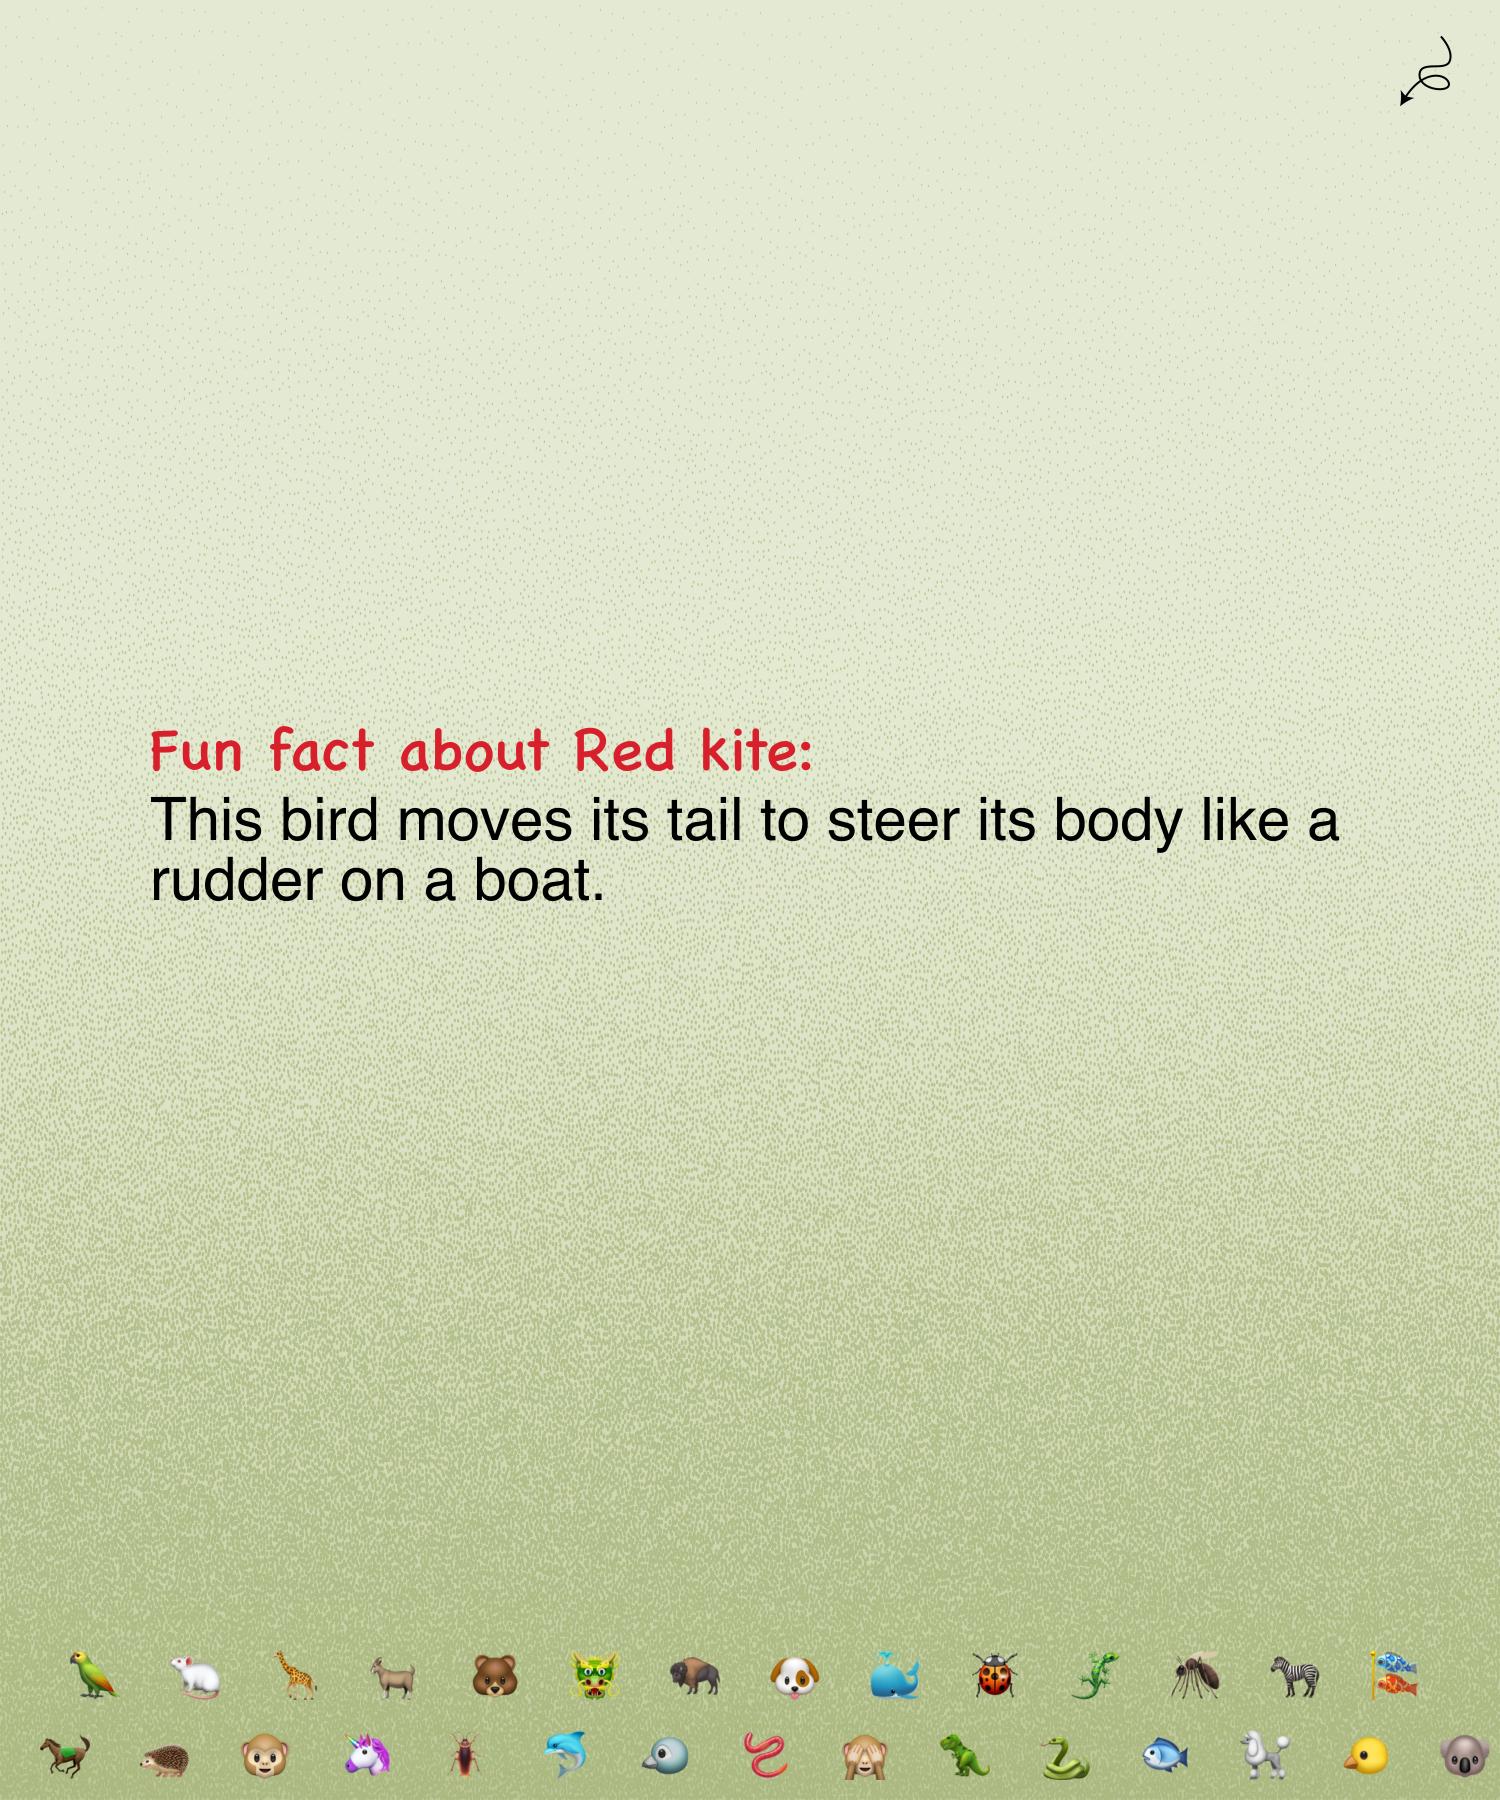 Fun fact about Red kite:
This bird moves its tail to steer its body like a
rudder on a boat.